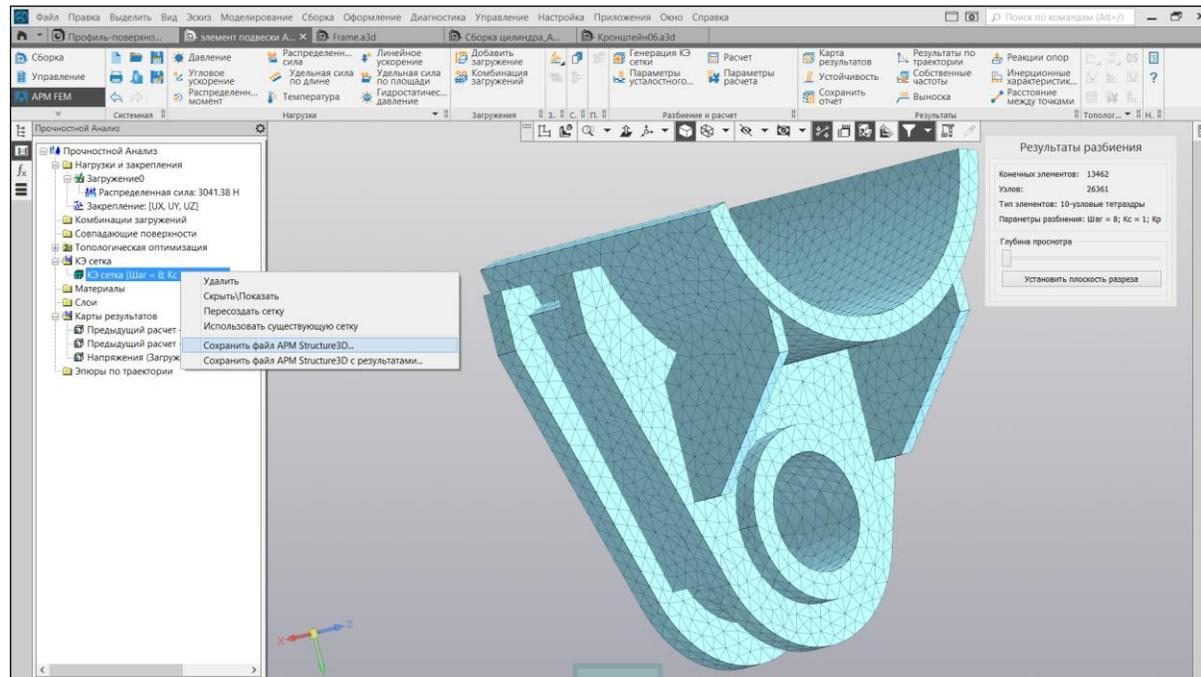 Файл Правка Выделить Вид Эскиз Моделирование Сборка Оформление Диагностика Управление Настройка Приложения Окно Справка
Поиск по командам (Alt+/)
Профиль-поверхно...
элемент подвески А...
Frame.a3d
Сборка цилиндра_А...
Кронштейн06.a3d
Сборка
Управление
APM FEM
Системная
Давление
Угловое ускорение
Распределенн... момент
Распределенн... сила
Удельная сила по длине
Температура
Линейное ускорение
Удельная сила по площади
Гидростатичес... давление
Нагрузки
Добавить загружение
Комбинация загружений
Загружения
З...
С...
П...
Генерация КЭ сетки
Параметры усталостного...
Расчет
Параметры расчета
Разбиение и расчет
Карта результатов
Устойчивость
Сохранить отчет
Результаты по траектории
Собственные частоты
Выноска
Реакции опор
Инерционные характеристик...
Расстояние между точками
Результаты
DS
Тополог...
Н...
Прочностной Анализ
Прочностной Анализ
Нагрузки и закрепления
Загружение0
Распределенная сила: 3041.38 Н
Закрепление: [UX, UY, UZ]
Комбинации загружений
Совпадающие поверхности
Топологическая оптимизация
КЭ сетка
КЭ сетка [Шаг = 8; Кс
Материалы
Слои
Карты результатов
Предыдущий расчет
Предыдущий расчет
Напряжения (Загруж
Эпюры по траектории
Удалить
Скрыть\Показать
Пересоздать сетку
Использовать существующую сетку
Сохранить файл APM Structure3D...
Сохранить файл APM Structure3D с результатами...
Результаты разбиения
Конечных элементов: 13462
Узлов: 26361
Тип элементов: 10-узловые тетраэдры
Параметры разбиения: Шаг = 8; Кс = 1; Кр
Глубина просмотра
Установить плоскость разреза
X
Z